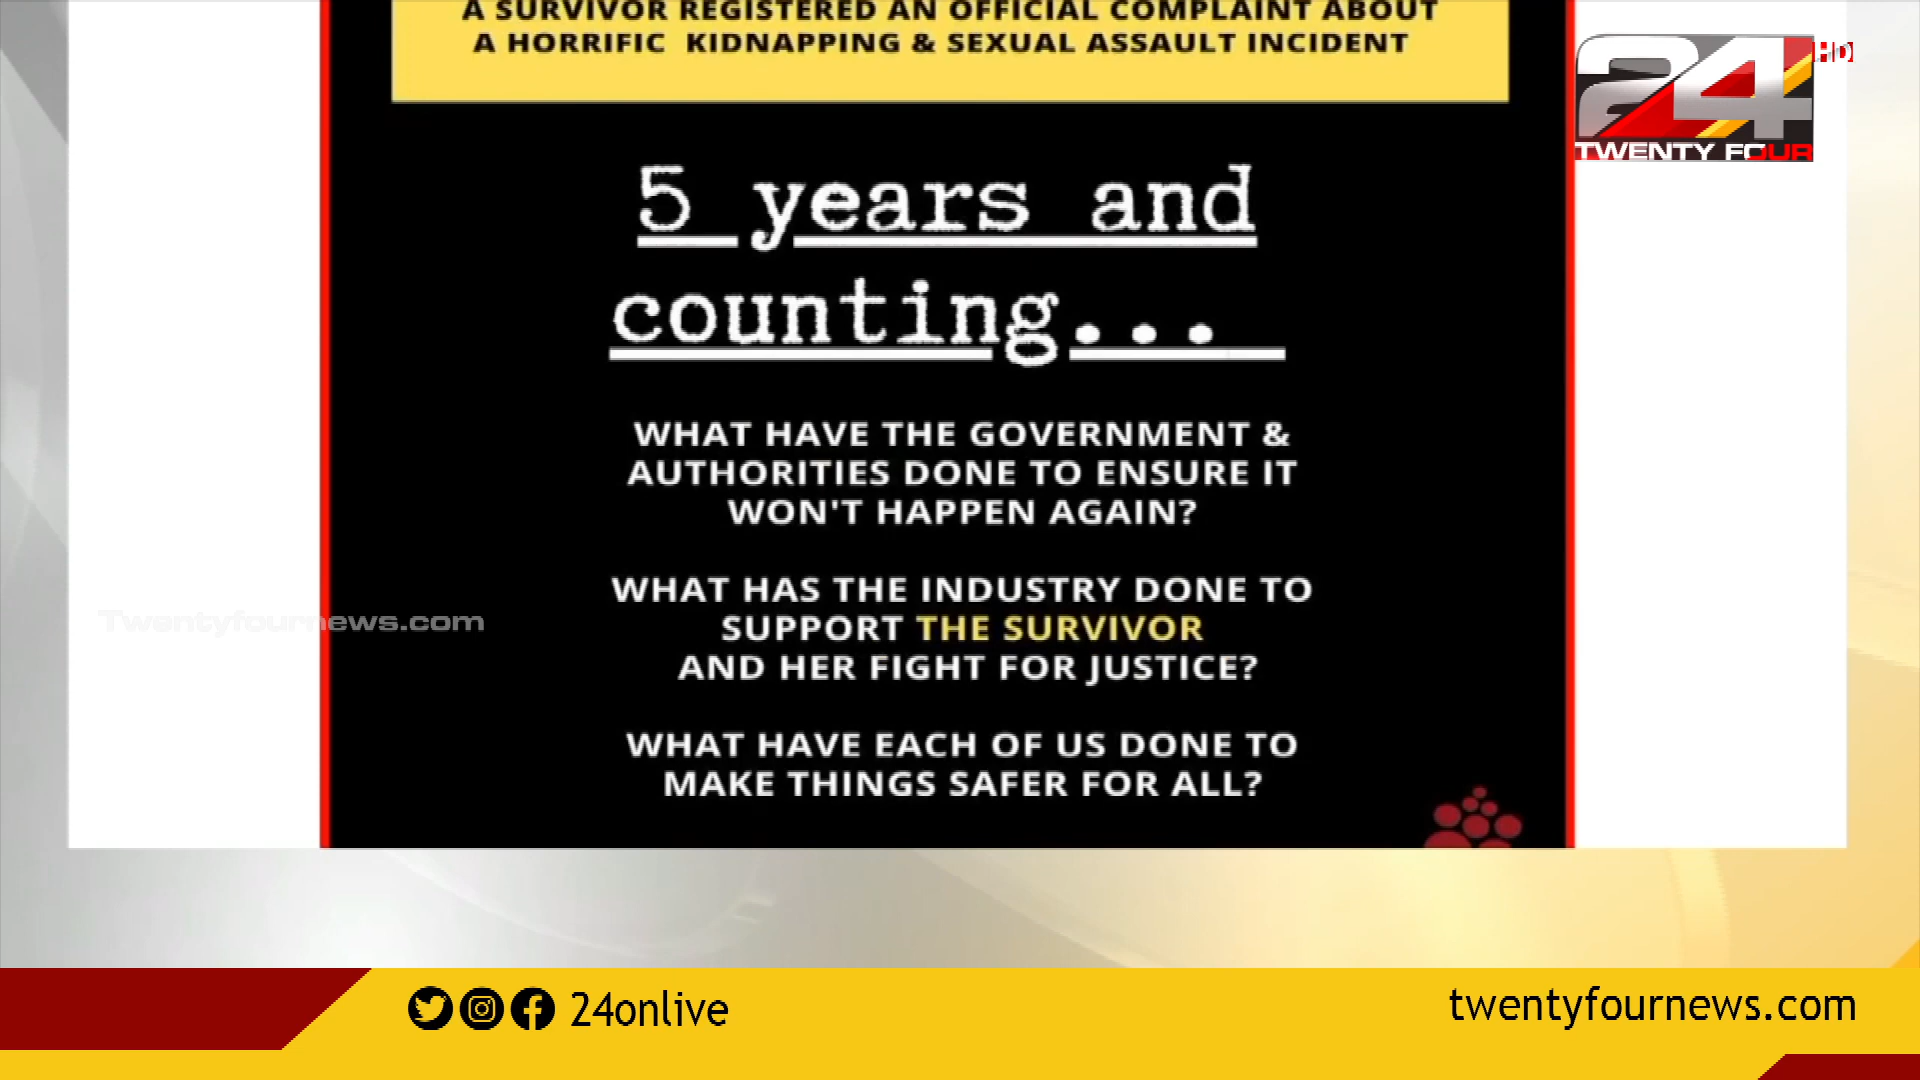 A SURVIVOR REGISTERED AN OFFICIAL COMPLAINT ABOUT
A HORRIFIC KIDNAPPING & SEXUAL ASSAULT INCIDENT
24 HD
TWENTY FOUR
5 years and
counting...
WHAT HAVE THE GOVERNMENT &
AUTHORITIES DONE TO ENSURE IT
WON'T HAPPEN AGAIN?
WHAT HAS THE INDUSTRY DONE TO
SUPPORT THE SURVIVOR
AND HER FIGHT FOR JUSTICE?
Twentyfournews.com
WHAT HAVE EACH OF US DONE TO
MAKE THINGS SAFER FOR ALL?
24onlive
twentyfournews.com